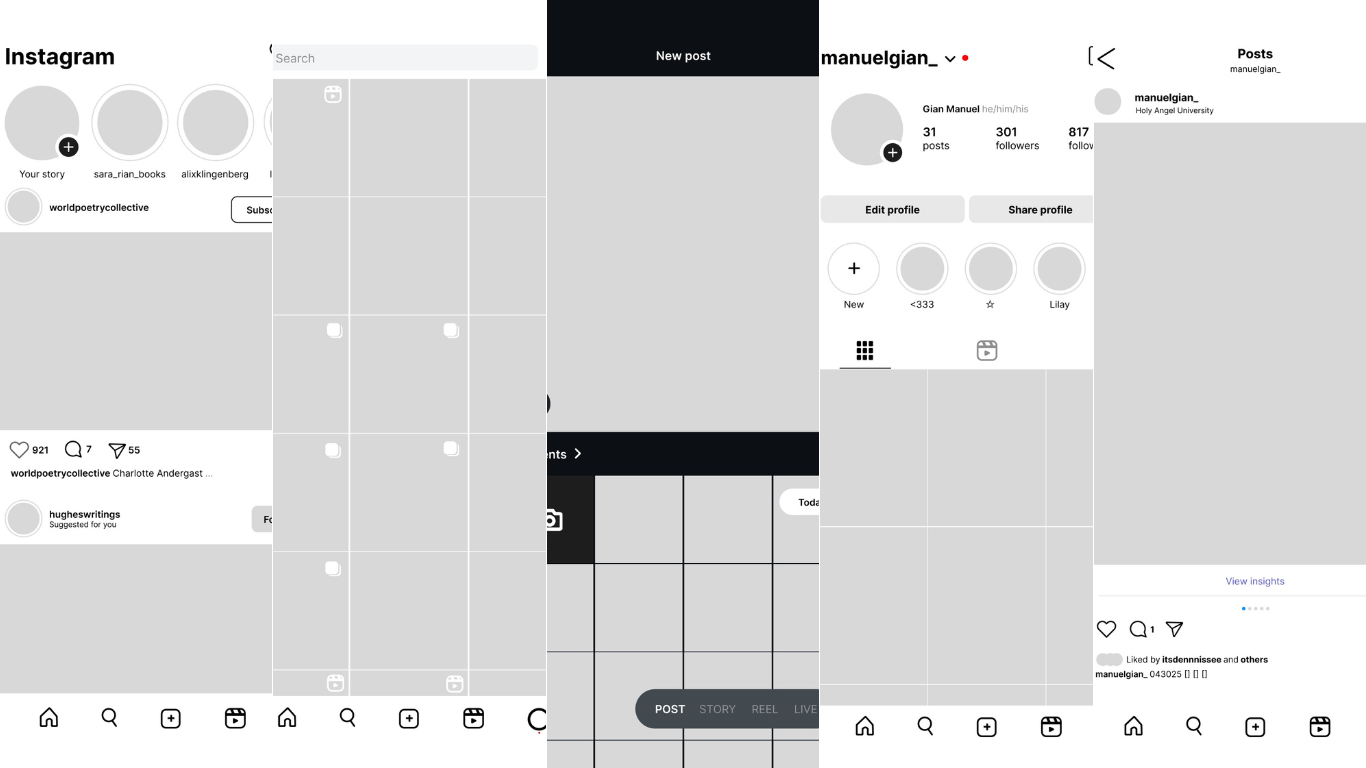 Instagram
Your story
sara_rian_books
alixklingenberg
worldpoetrycollective
Subsc
921
7
55
worldpoetrycollective Charlotte Andergast ...
hugheswritings
Suggested for you
Fo
Search
New post
ents
Toda
POST STORY REEL LIVE
manuelgian_
Gian Manuel he/him/his
31 301 817
posts followers follow
Edit profile
Share profile
New
<333
☆
Lilay
Posts
manuelgian_
manuelgian_
Holy Angel University
View insights
1
Liked by itsdennnissee and others
manuelgian_ 043025 [] [] []